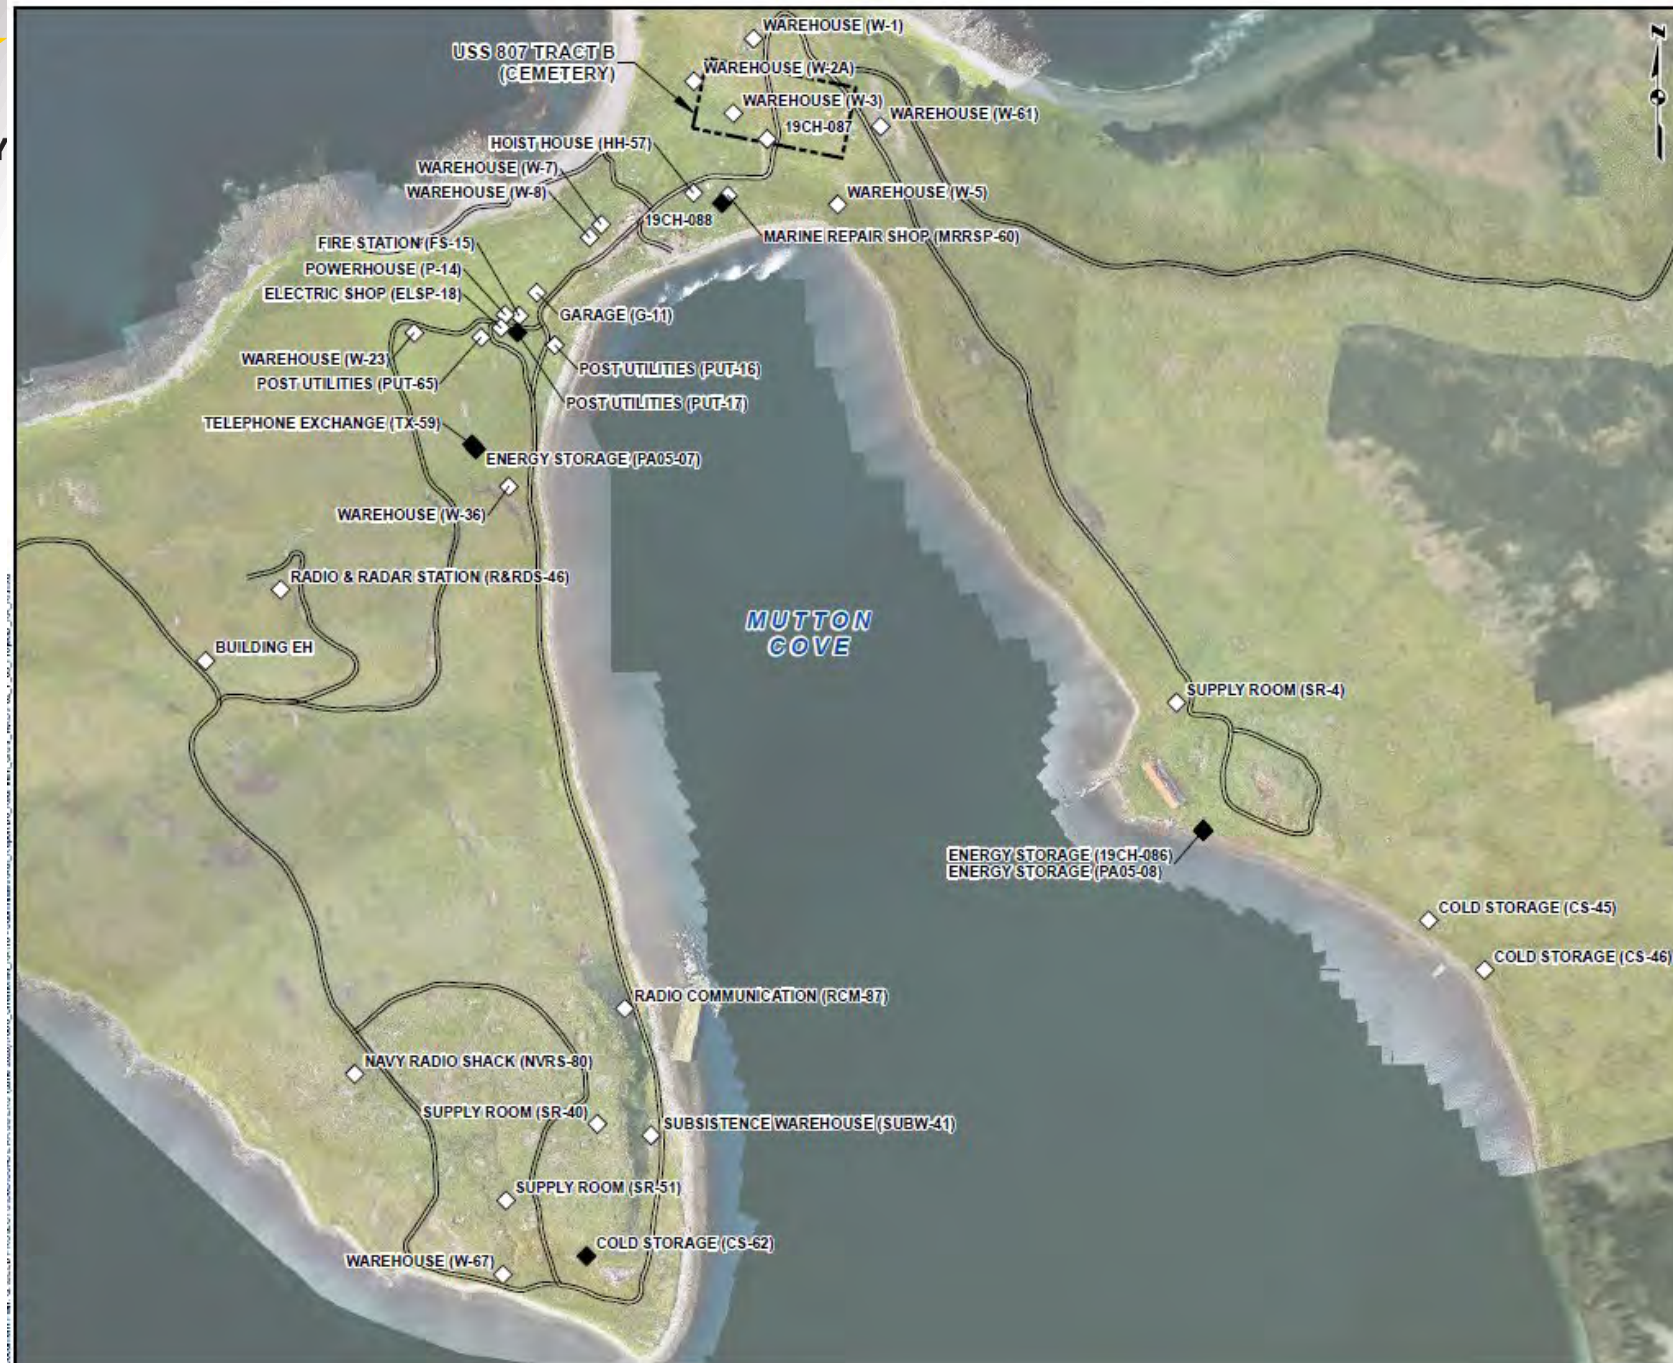 WAREHOUSE (W-1)
USS 807 TRACT B
(CEMETERY)
WAREHOUSE (W-2A)
WAREHOUSE (W-3)
19CH-087
WAREHOUSE (W-61)
HOIST HOUSE (HH-57)
WAREHOUSE (W-7)
WAREHOUSE (W-8)
WAREHOUSE (W-5)
19CH-088
MARINE REPAIR SHOP (MRRSP-60)
FIRE STATION (FS-15)
POWERHOUSE (P-14)
ELECTRIC SHOP (ELSP-18)
GARAGE (G-11)
WAREHOUSE (W-23)
POST UTILITIES (PUT-16)
POST UTILITIES (PUT-65)
POST UTILITIES (PUT-17)
TELEPHONE EXCHANGE (TX-59)
ENERGY STORAGE (PA05-07)
WAREHOUSE (W-36)
RADIO & RADAR STATION (R&RDS-46)
MUTTON
COVE
BUILDING EH
SUPPLY ROOM (SR-4)
ENERGY STORAGE (19CH-086)
ENERGY STORAGE (PA05-08)
COLD STORAGE (CS-45)
COLD STORAGE (CS-46)
RADIO COMMUNICATION (RCM-87)
NAVY RADIO SHACK (NVRS-80)
SUPPLY ROOM (SR-40)
SUBSISTENCE WAREHOUSE (SUBW-41)
SUPPLY ROOM (SR-51)
COLD STORAGE (CS-62)
WAREHOUSE (W-67)
Z
Y